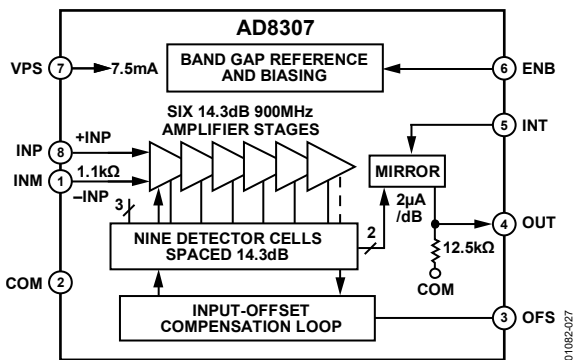 AD8307
VPS
7
7.5mA
BAND GAP REFERENCE
AND BIASING
6
ENB
SIX 14.3dB 900MHz
AMPLIFIER STAGES
5
INT
INP
8
+INP
INM
1
1.1kΩ
–INP
MIRROR
2µA
/dB
4
OUT
3
NINE DETECTOR CELLS
SPACED 14.3dB
2
12.5kΩ
COM
COM
2
INPUT-OFFSET
COMPENSATION LOOP
3
OFS
01082-027